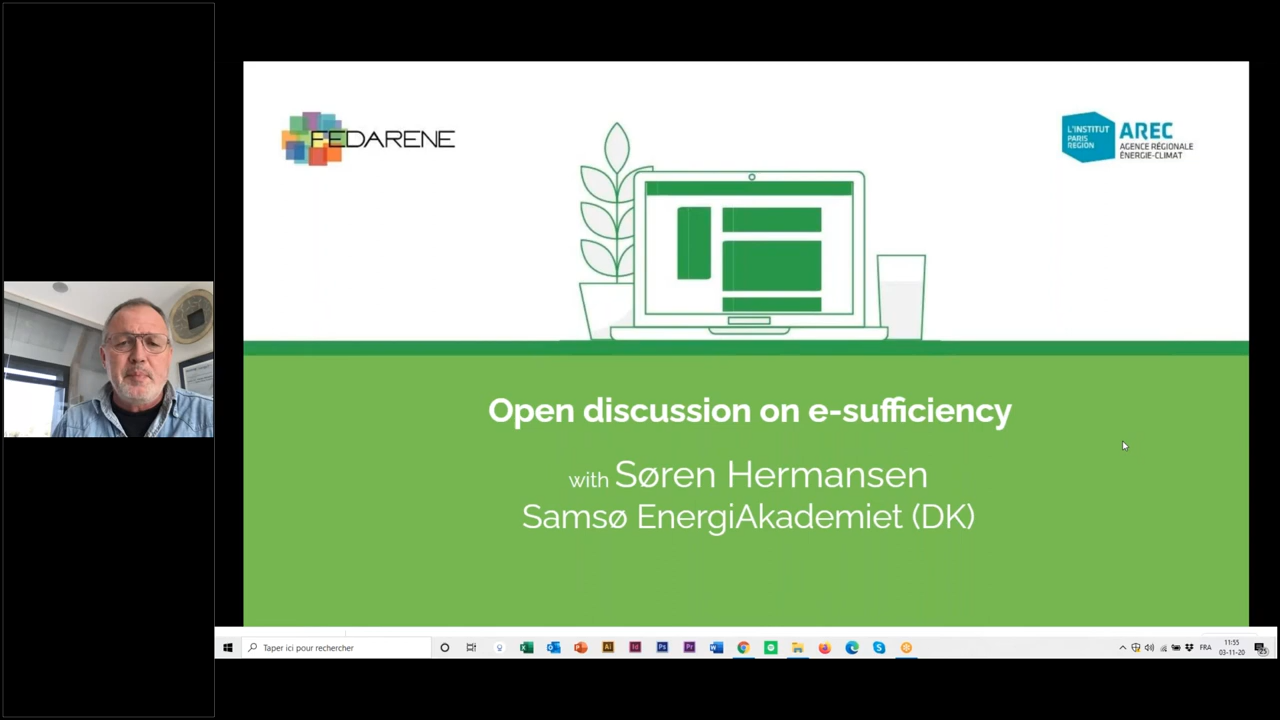 FEDARENE
L'INSTITUT
PARIS
REGION
AREC
AGENCE RÉGIONALE
ÉNERGIE-CLIMAT
Open discussion on e-sufficiency
with Søren Hermansen
Samsø EnergiAkademiet (DK)
Taper ici pour rechercher
FRA
11:55
03-11-20